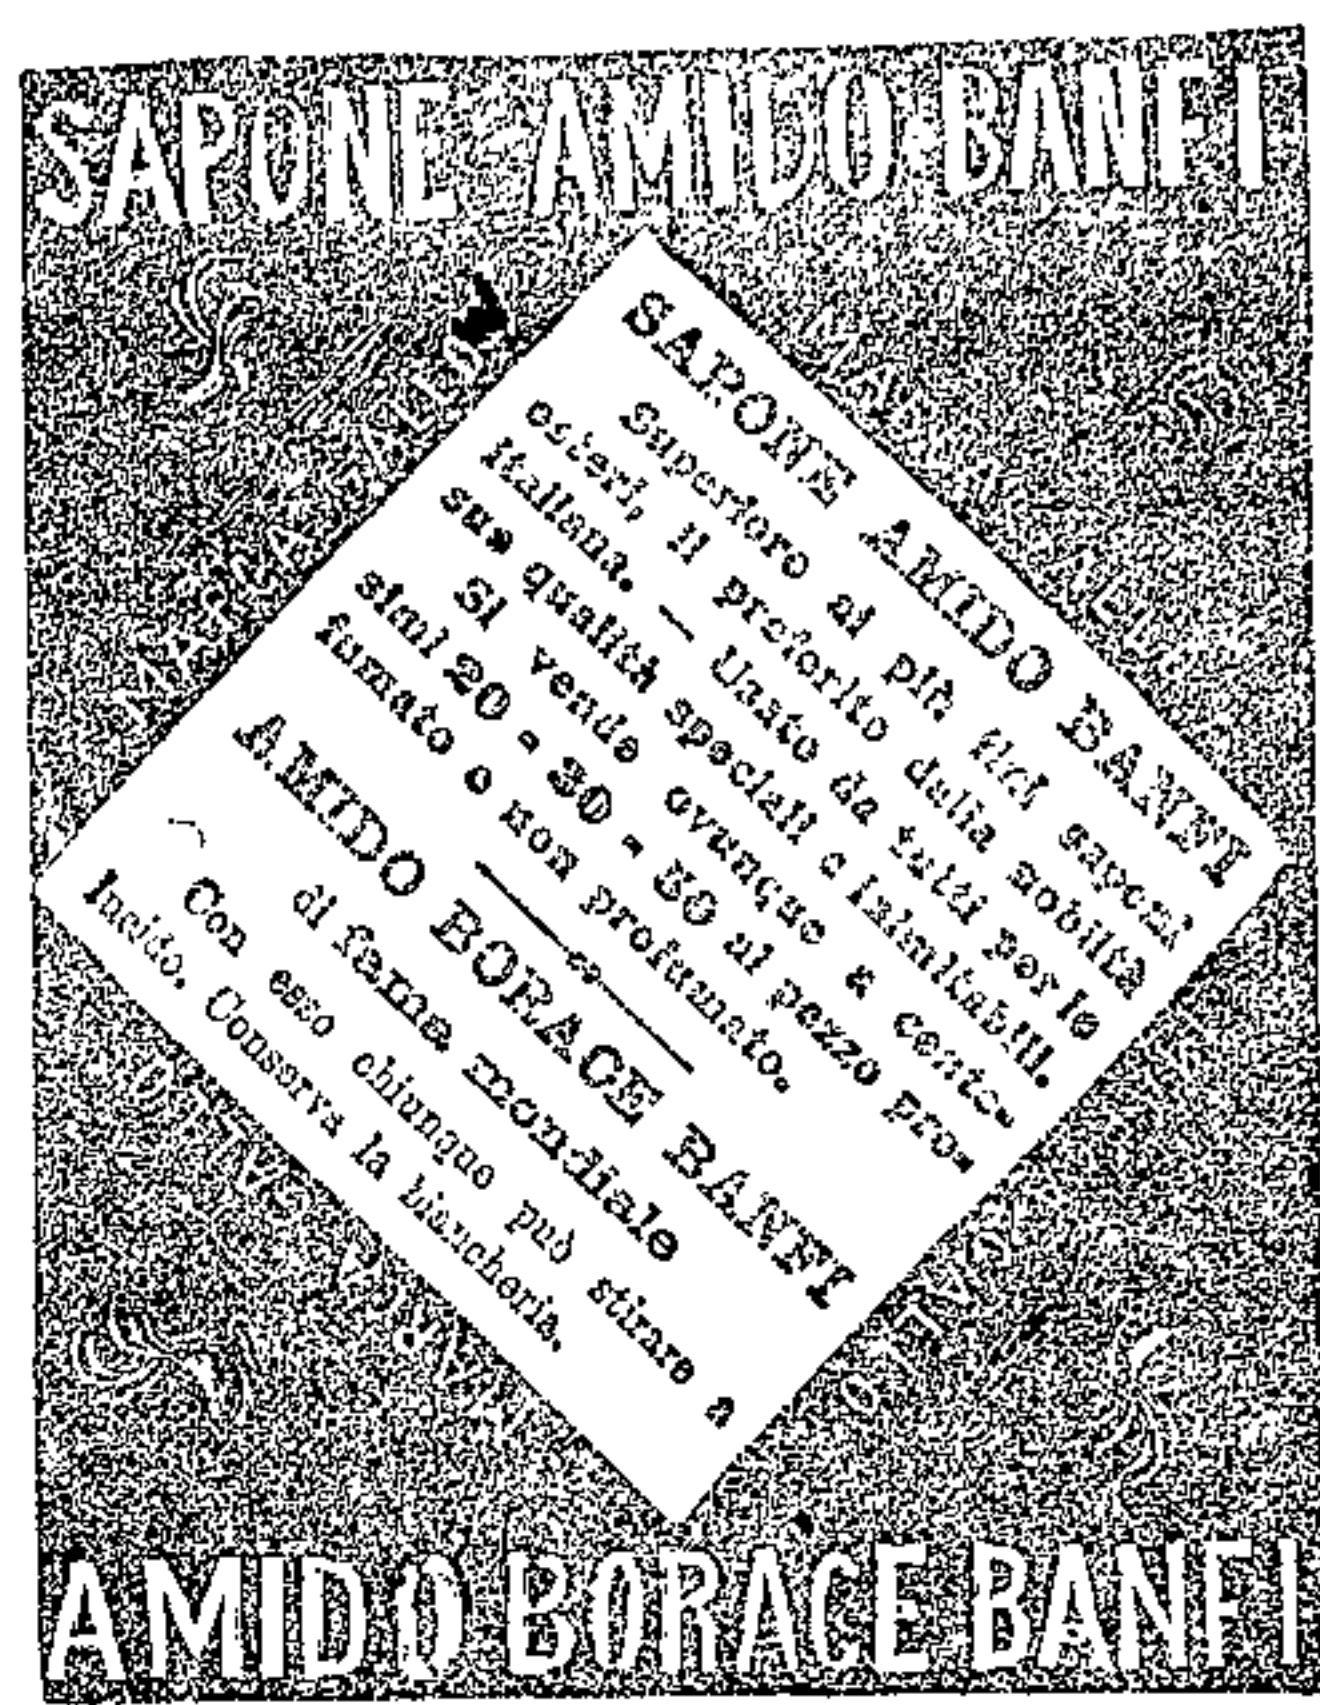 SAPONE AMIDO BANFI
SAPONE AMIDO BANFI
Superiore ai più fini saponi
esteri, il preferito dalla nobiltà
italiana. — Usato da tutti per le
sue qualità speciali e inimitabili.
Si vende ovunque a cente-
simi 20 - 30 - 50 al pezzo pro-
fumato o non profumato.
AMIDO BORACE BANFI
di fama mondiale
Con esso chiunque può stirare a
lucido. Conserva la biancheria.
MARCA GALLO
AMIDO BORACE BANFI